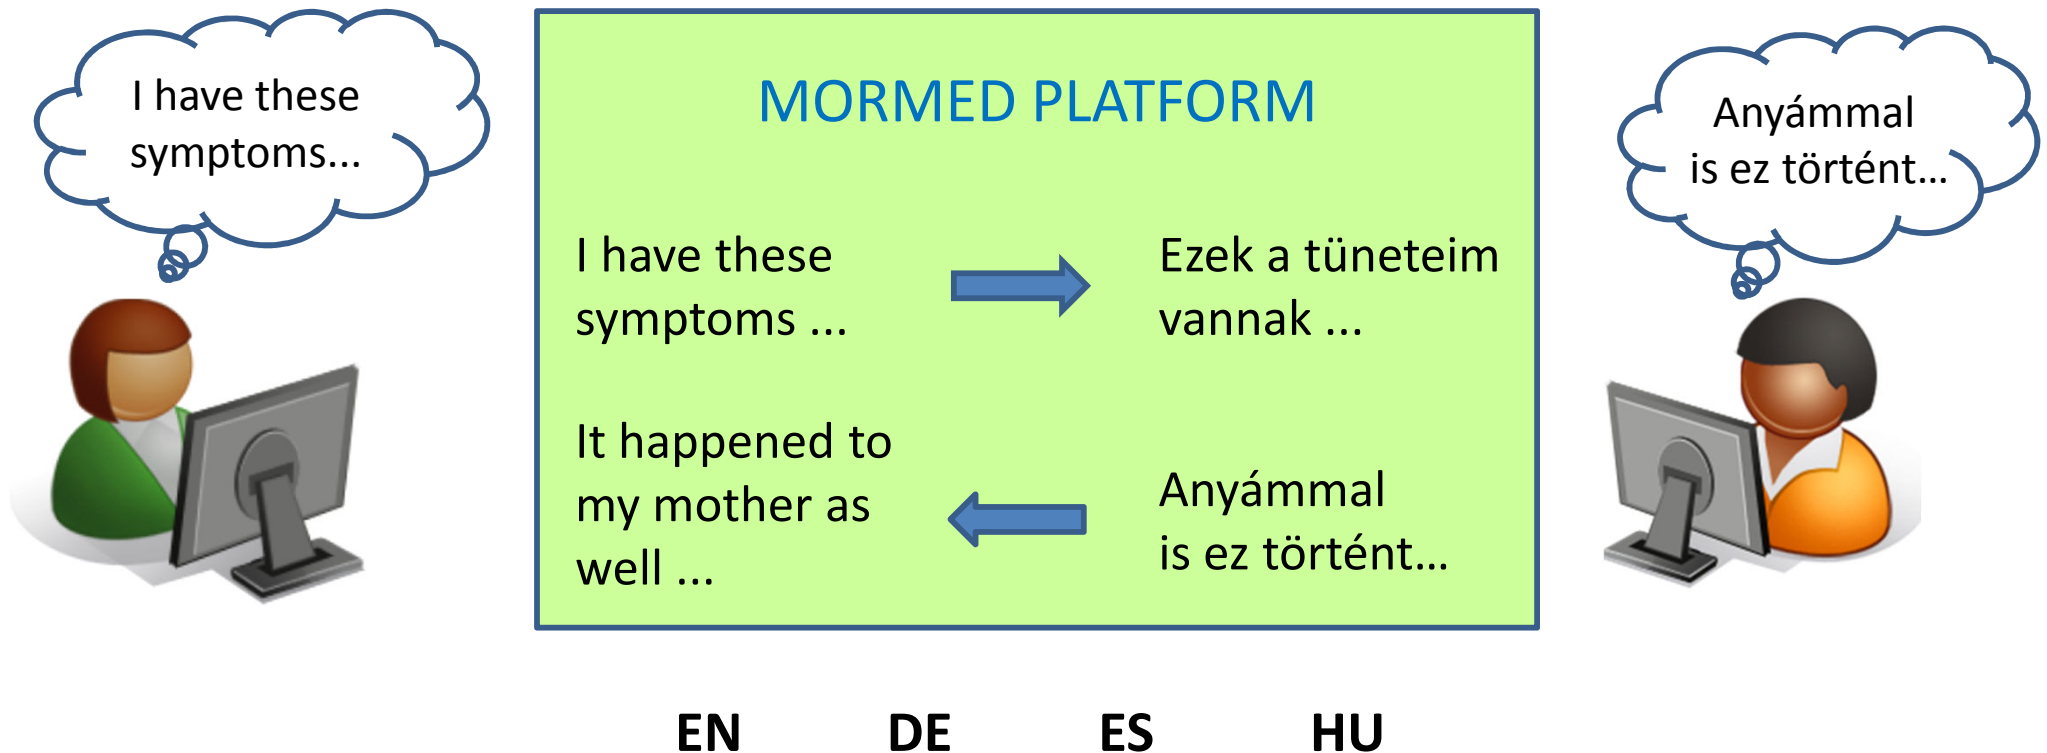 I have these
symptoms...
MORMED PLATFORM
Anyámmal
is ez történt...
I have these
symptoms ...
Ezek a tüneteim
vannak ...
It happened to
my mother as
well ...
Anyámmal
is ez történt...
EN DE ES HU